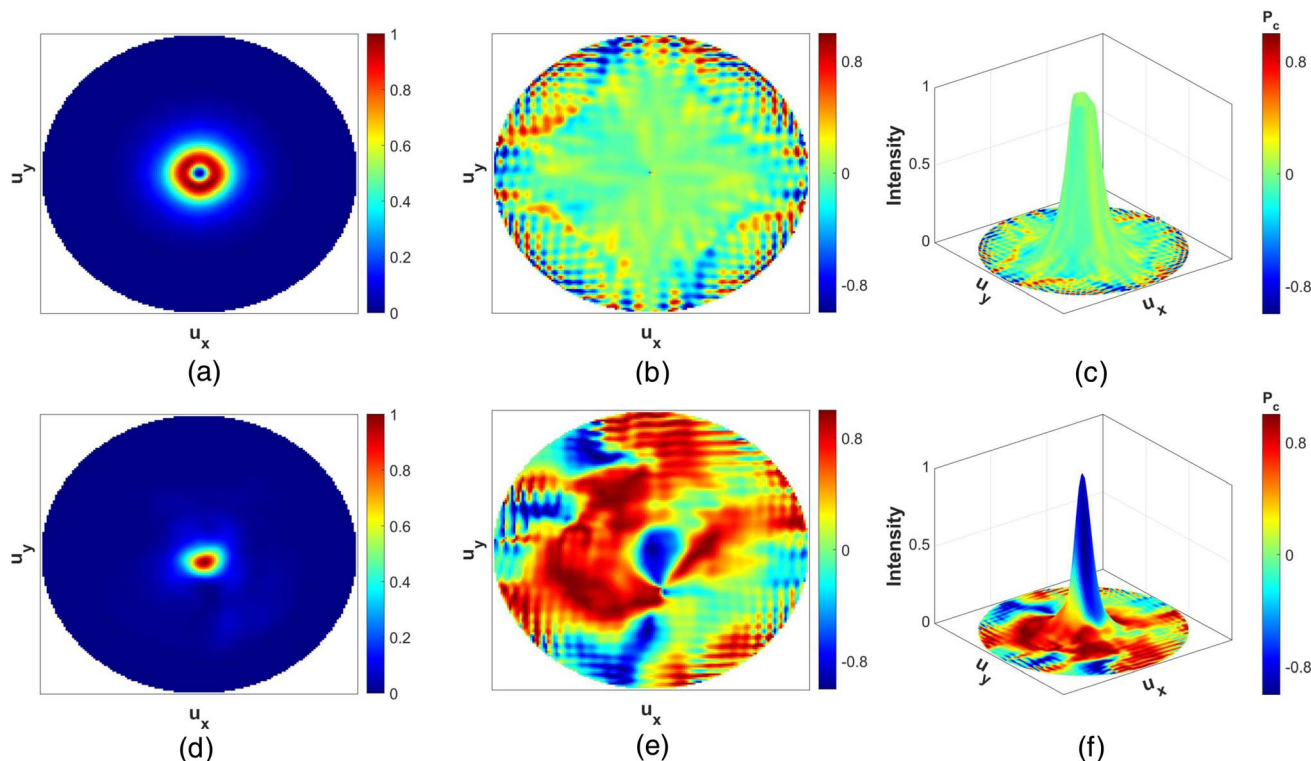 1
0.8
0.6
0.4
0.2
0
u_y
u_x
(a)
0.8
0
-0.8
u_y
u_x
(b)
P_c
0.8
0
-0.8
1
0.5
0
Intensity
u_y
u_x
(c)
1
0.8
0.6
0.4
0.2
0
u_y
u_x
(d)
0.8
0
-0.8
u_y
u_x
(e)
P_c
0.8
0
-0.8
1
0.5
0
Intensity
u_y
u_x
(f)